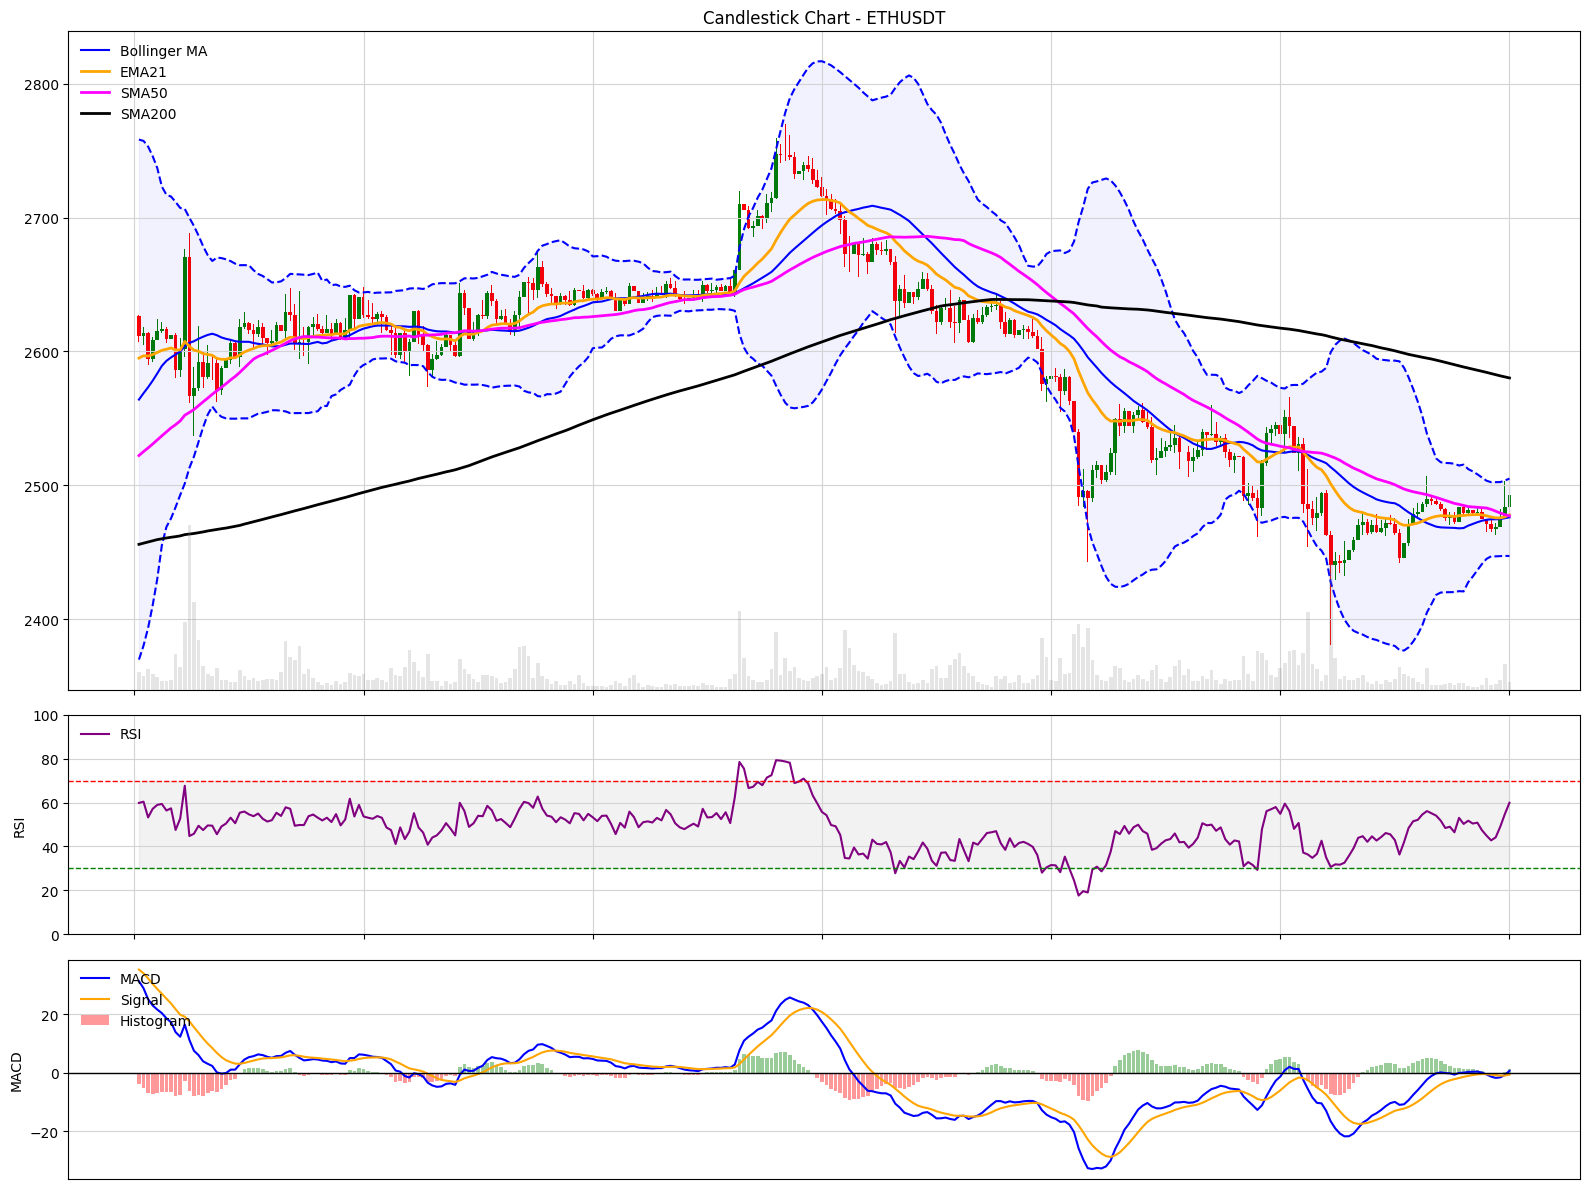 Candlestick Chart - ETHUSDT
Bollinger MA
EMA21
SMA50
SMA200
2800
2700
2600
2500
2400
RSI
100
80
60
40
20
0
RSI
MACD
Signal
Histogram
20
0
−20
MACD